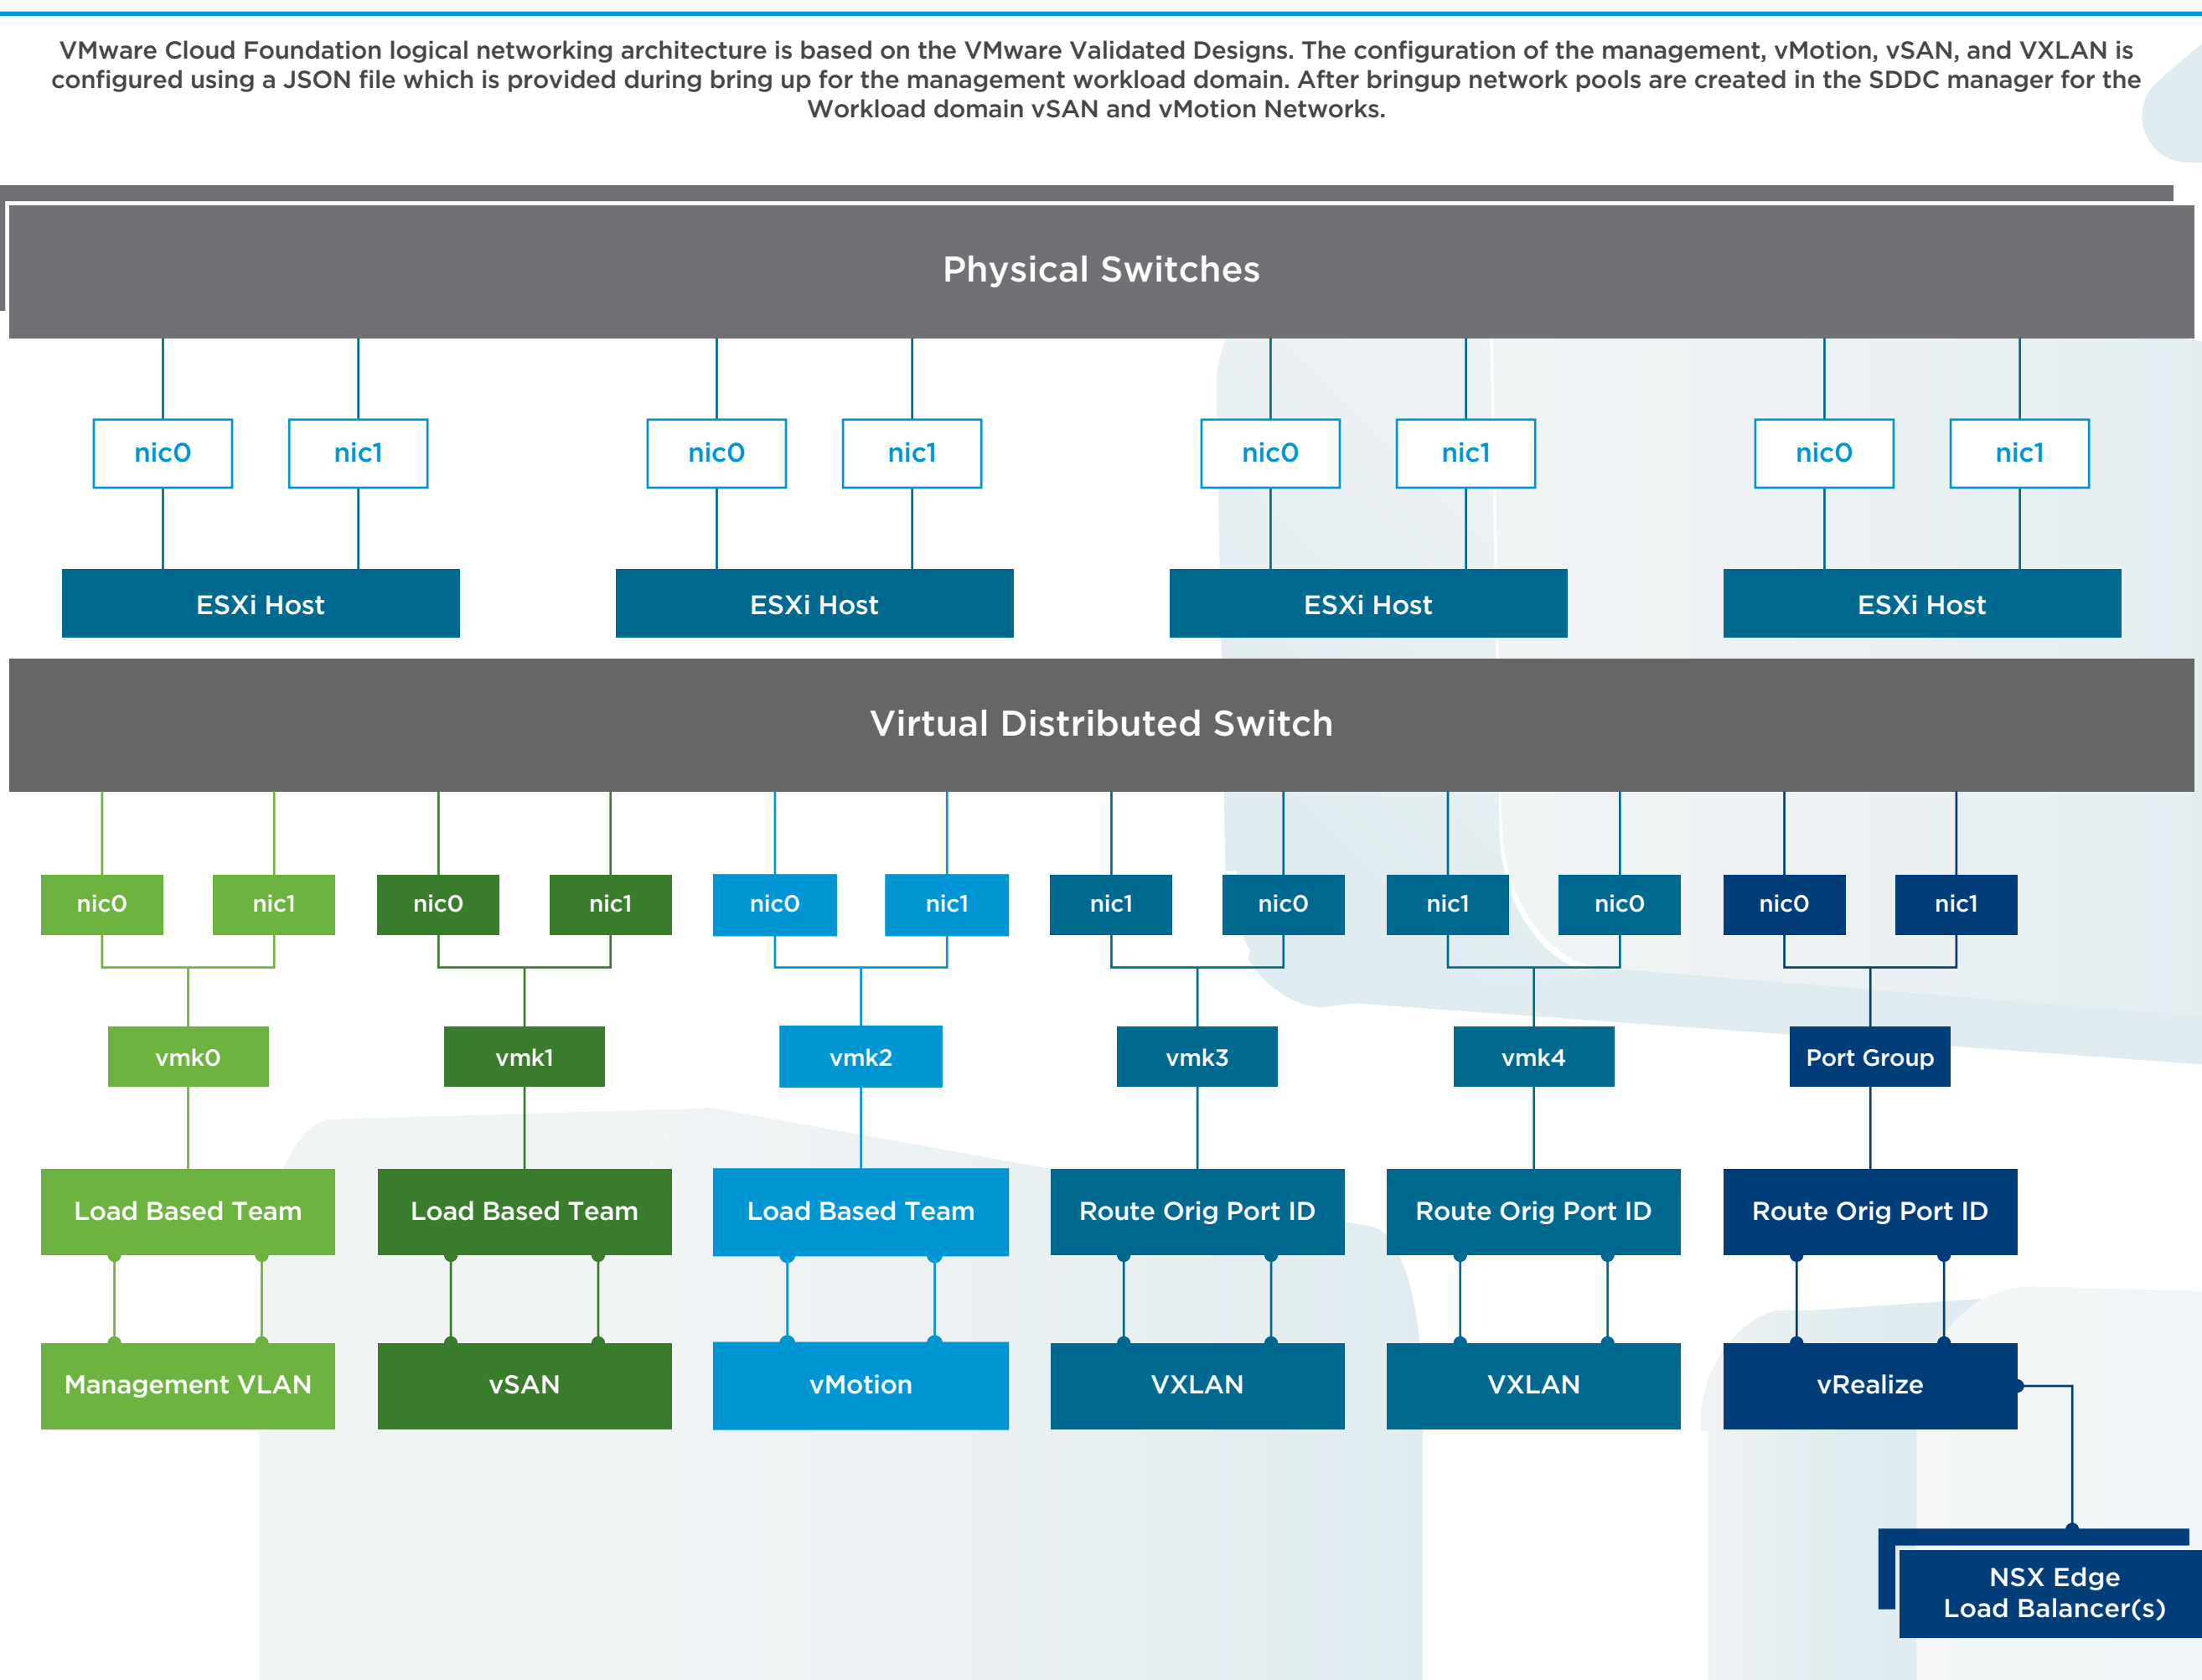 VMware Cloud Foundation logical networking architecture is based on the VMware Validated Designs. The configuration of the management, vMotion, vSAN, and VXLAN is
configured using a JSON file which is provided during bring up for the management workload domain. After bringup network pools are created in the SDDC manager for the
Workload domain vSAN and vMotion Networks.
Physical Switches
nic0 nic1 nic0 nic1 nic0 nic1 nic0 nic1
ESXi Host ESXi Host ESXi Host ESXi Host
Virtual Distributed Switch
nic0 nic1 nic0 nic1 nic0 nic1 nic1 nic0 nic1 nic0 nic0 nic1
vmk0 vmk1 vmk2 vmk3 vmk4 Port Group
Load Based Team Load Based Team Load Based Team Route Orig Port ID Route Orig Port ID Route Orig Port ID
Management VLAN vSAN vMotion VXLAN VXLAN vRealize
NSX Edge
Load Balancer(s)